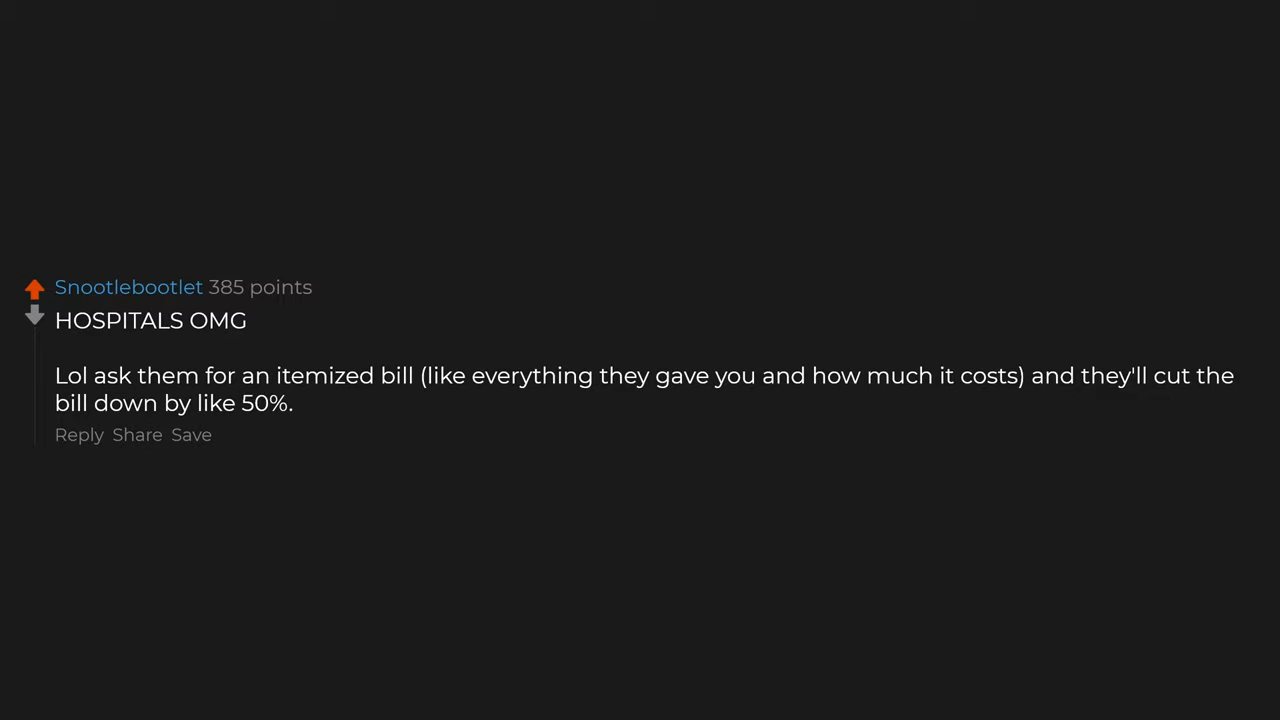 Snootlebootlet 385 points
HOSPITALS OMG
Lol ask them for an itemized bill (like everything they gave you and how much it costs) and they'll cut the
bill down by like 50%.
Reply Share Save